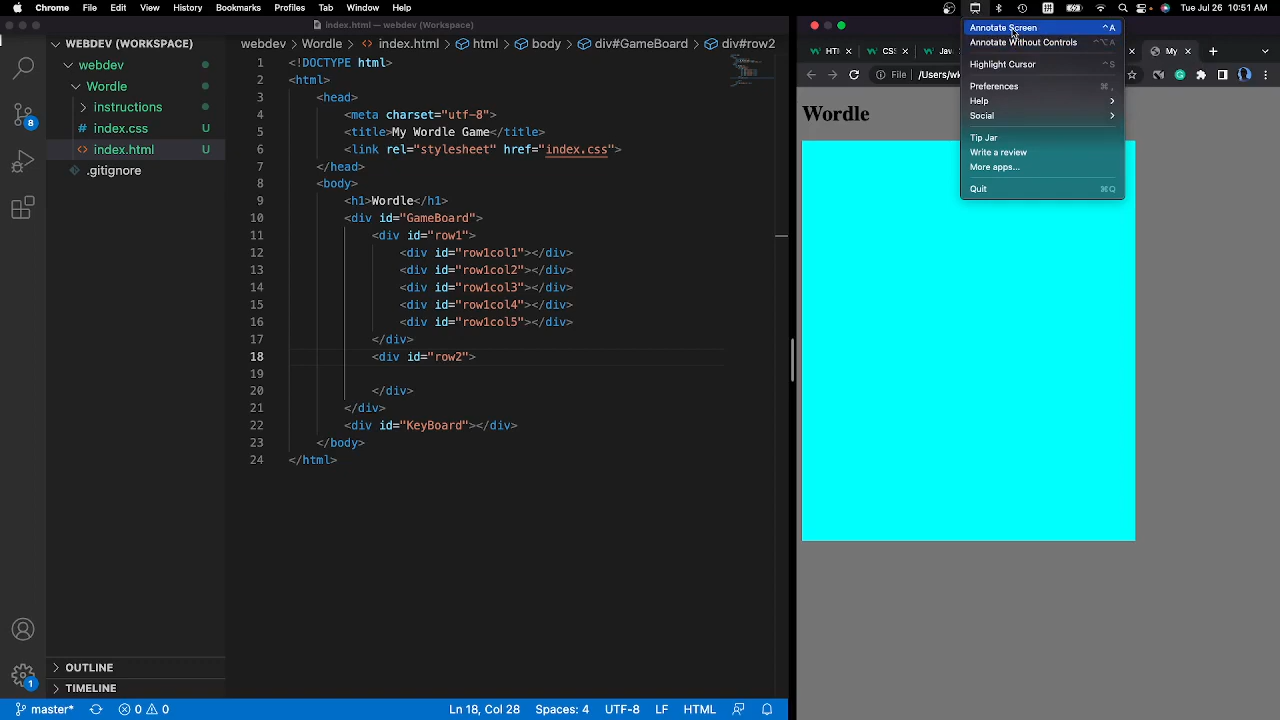 Chrome File Edit View History Bookmarks Profiles Tab Window Help Tue Jul 26 10:51 AM
index.html — webdev (Workspace)
WEBDEV (WORKSPACE)
webdev
Wordle
instructions
# index.css U
<> index.html U
.gitignore
OUTLINE
TIMELINE
8
1
webdev > Wordle > <> index.html > html > body > div#GameBoard > div#row2
1 <!DOCTYPE html>
2 <html>
3 <head>
4 <meta charset="utf-8">
5 <title>My Wordle Game</title>
6 <link rel="stylesheet" href="index.css">
7 </head>
8 <body>
9 <h1>Wordle</h1>
10 <div id="GameBoard">
11 <div id="row1">
12 <div id="row1col1"></div>
13 <div id="row1col2"></div>
14 <div id="row1col3"></div>
15 <div id="row1col4"></div>
16 <div id="row1col5"></div>
17 </div>
18 <div id="row2">
19
20 </div>
21 </div>
22 <div id="KeyBoard"></div>
23 </body>
24 </html>
master* 0 0 Ln 18, Col 28 Spaces: 4 UTF-8 LF HTML
Annotate Screen ⌃A
Annotate Without Controls ⌃⌥A
Highlight Cursor ⌃S
Preferences ⌘,
Help >
Social >
Tip Jar
Write a review
More apps...
Quit ⌘Q
My
File /Users/wk
Wordle